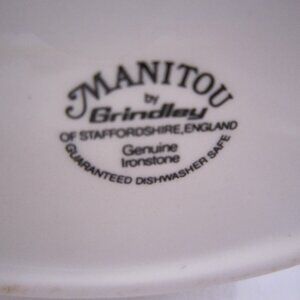 MANITOU
by
Grindley
OF STAFFORDSHIRE, ENGLAND
Genuine
Ironstone
GUARANTEED DISHWASHER SAFE